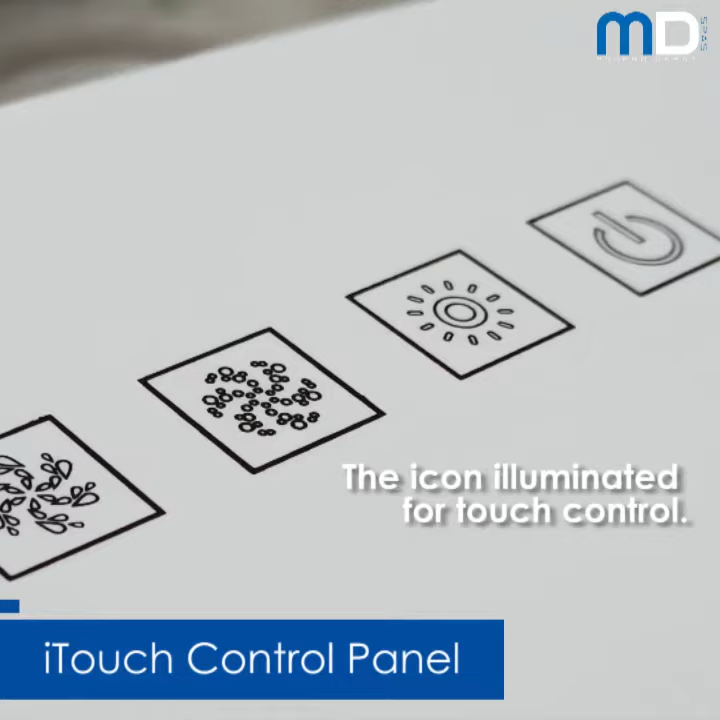 MD
SPAS
The icon illuminated
for touch control.
iTouch Control Panel